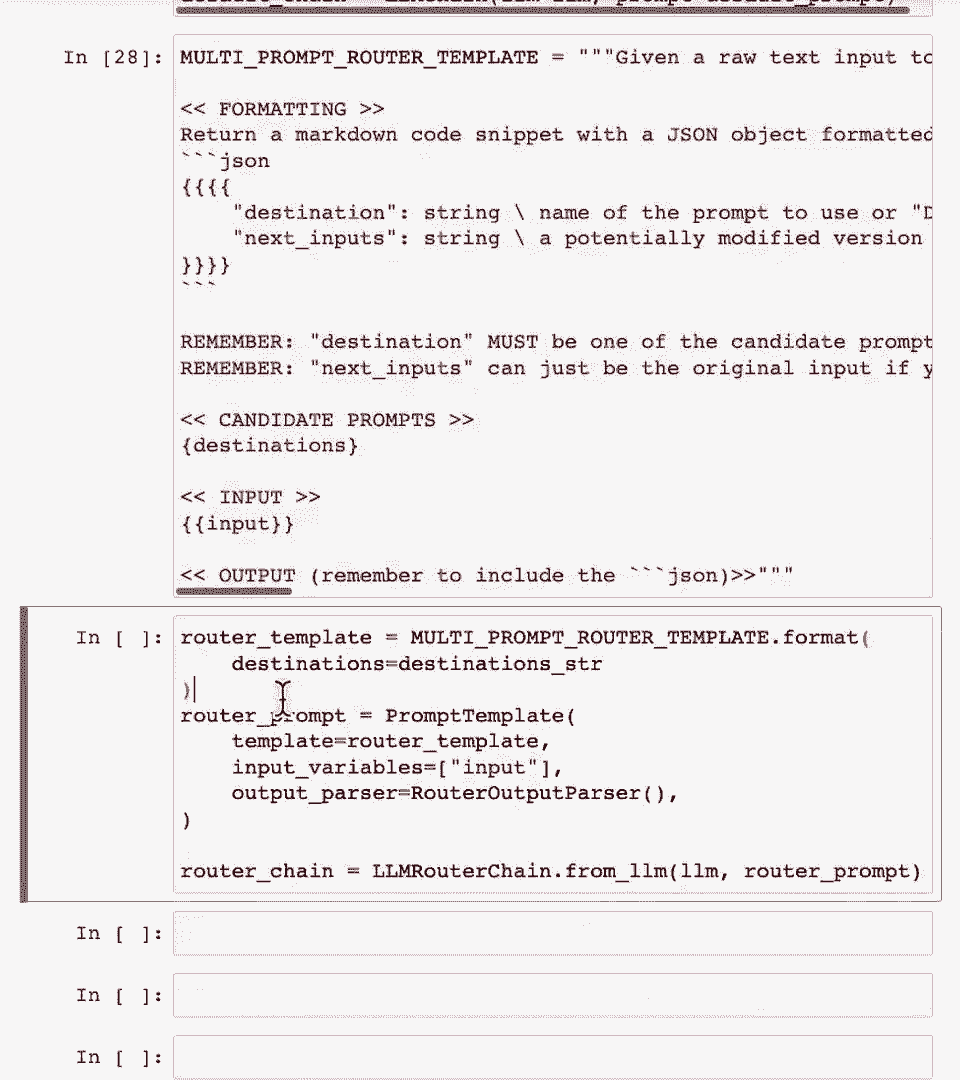 In [28]: MULTI_PROMPT_ROUTER_TEMPLATE = """Given a raw text input to
<< FORMATTING >>
Return a markdown code snippet with a JSON object formatted
```json
{{{{
    "destination": string \ name of the prompt to use or "D
    "next_inputs": string \ a potentially modified version
}}}}
```
REMEMBER: "destination" MUST be one of the candidate prompt
REMEMBER: "next_inputs" can just be the original input if y
<< CANDIDATE PROMPTS >>
{destinations}
<< INPUT >>
{{input}}
<< OUTPUT (remember to include the ```json)>>"""
In [ ]: router_template = MULTI_PROMPT_ROUTER_TEMPLATE.format(
    destinations=destinations_str
)
router_prompt = PromptTemplate(
    template=router_template,
    input_variables=["input"],
    output_parser=RouterOutputParser(),
)
router_chain = LLMRouterChain.from_llm(llm, router_prompt)
In [ ]:
In [ ]:
In [ ]: